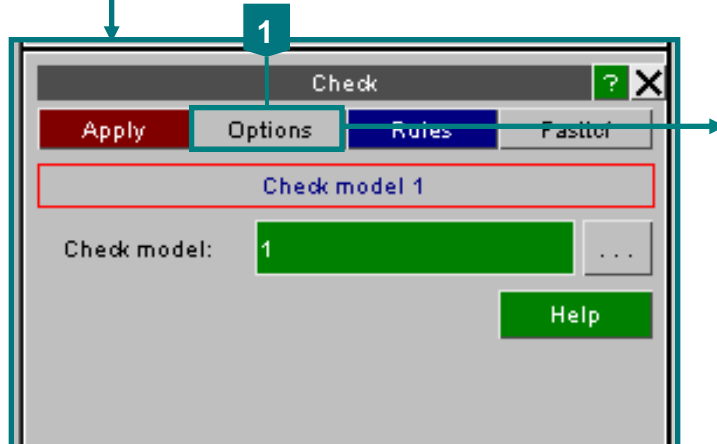 1
Check
? X
Apply Options Rules
Check model 1
Check model: 1 ...
Help